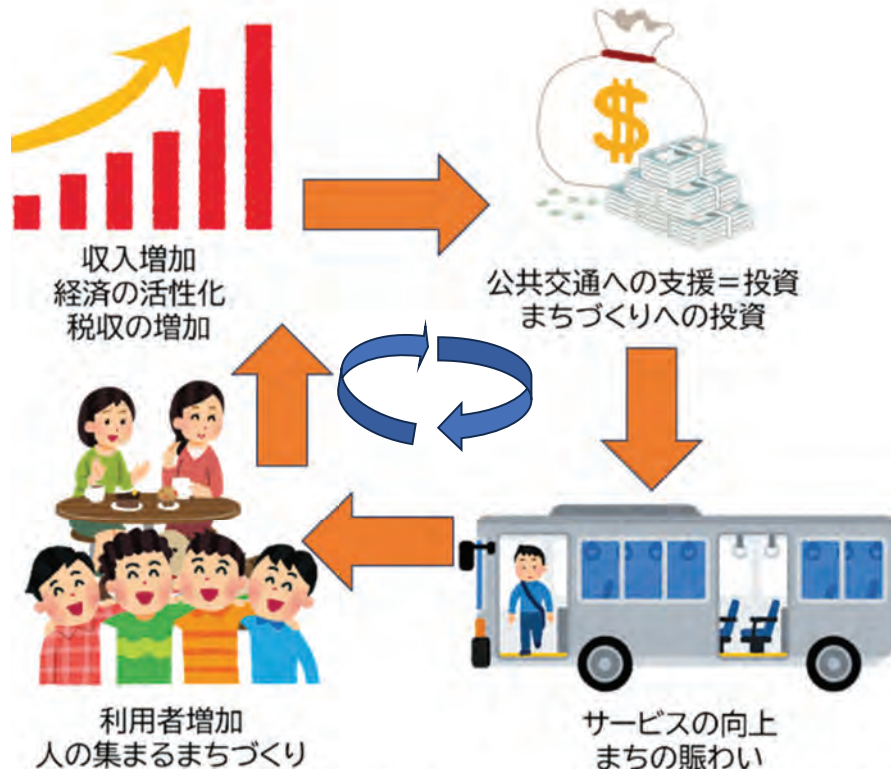 収入増加
経済の活性化
税収の増加
$
公共交通への支援＝投資
まちづくりへの投資
サービスの向上
まちの賑わい
利用者増加
人の集まるまちづくり